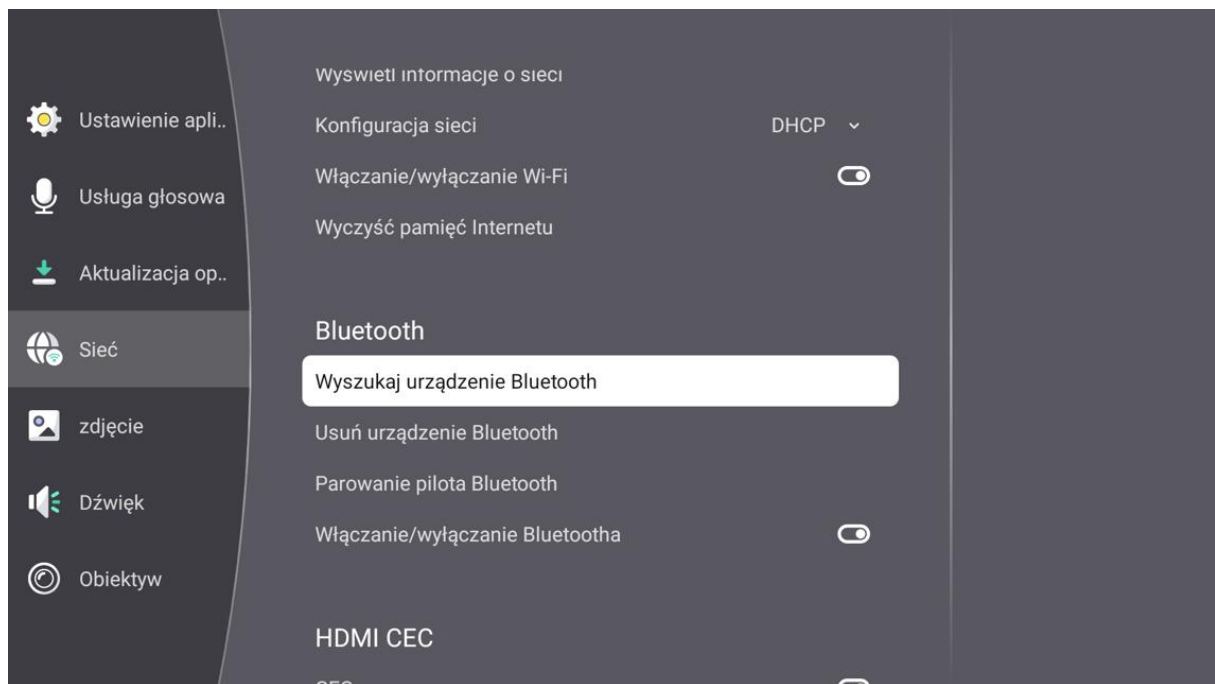 Wyświetl informacje o sieci
Ustawienie apli..
Konfiguracja sieci
DHCP
Włączanie/wyłączanie Wi-Fi
Usługa głosowa
Wyczyść pamięć Internetu
Aktualizacja op..
Bluetooth
Sieć
Wyszukaj urządzenie Bluetooth
zdjęcie
Usuń urządzenie Bluetooth
Parowanie pilota Bluetooth
Dźwięk
Włączanie/wyłączanie Bluetootha
Obiektyw
HDMI CEC